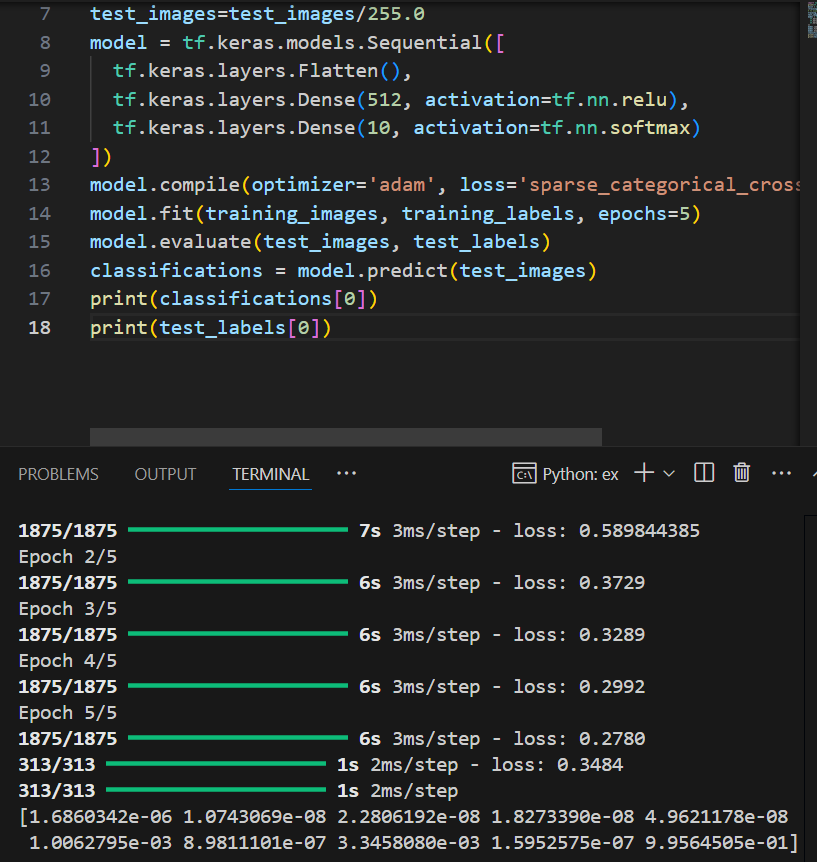 7 test_images=test_images/255.0
8 model = tf.keras.models.Sequential([
9 tf.keras.layers.Flatten(),
10 tf.keras.layers.Dense(512, activation=tf.nn.relu),
11 tf.keras.layers.Dense(10, activation=tf.nn.softmax)
12 ])
13 model.compile(optimizer='adam', loss='sparse_categorical_cross
14 model.fit(training_images, training_labels, epochs=5)
15 model.evaluate(test_images, test_labels)
16 classifications = model.predict(test_images)
17 print(classifications[0])
18 print(test_labels[0])
PROBLEMS OUTPUT TERMINAL ··· Python: ex ···
1875/1875 7s 3ms/step - loss: 0.589844385
Epoch 2/5
1875/1875 6s 3ms/step - loss: 0.3729
Epoch 3/5
1875/1875 6s 3ms/step - loss: 0.3289
Epoch 4/5
1875/1875 6s 3ms/step - loss: 0.2992
Epoch 5/5
1875/1875 6s 3ms/step - loss: 0.2780
313/313 1s 2ms/step - loss: 0.3484
313/313 1s 2ms/step
[1.6860342e-06 1.0743069e-08 2.2806192e-08 1.8273390e-08 4.9621178e-08
1.0062795e-03 8.9811101e-07 3.3458080e-03 1.5952575e-07 9.9564505e-01]